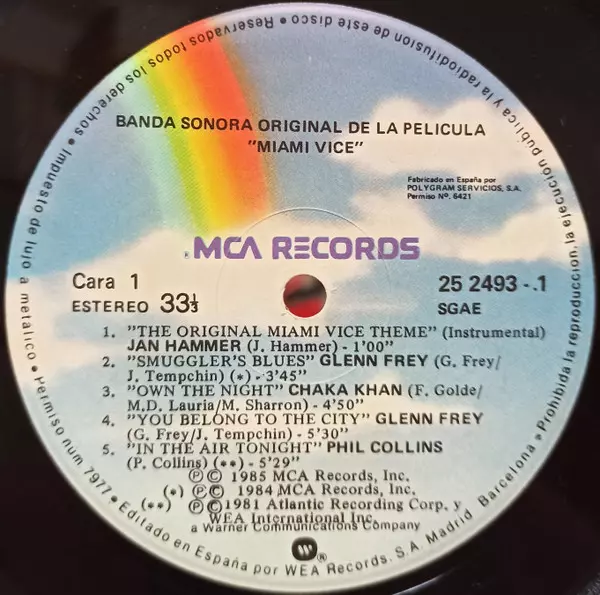 BANDA SONORA ORIGINAL DE LA PELICULA
"MIAMI VICE"
Fabricado en España por
POLYGRAM SERVICIOS, S.A.
Permiso Nº. 6421
® MCA RECORDS
Cara 1
25 2493-.1
ESTEREO 33⅓
SGAE
1. "THE ORIGINAL MIAMI VICE THEME" (Instrumental)
JAN HAMMER (J. Hammer) - 1'00"
2. "SMUGGLER'S BLUES" GLENN FREY (G. Frey/
J. Tempchin) (*) - 3'45"
3. "OWN THE NIGHT" CHAKA KHAN (F. Golde/
M.D. Lauria/M. Sharron) - 4'50"
4. "YOU BELONG TO THE CITY" GLENN FREY
(G. Frey/J. Tempchin) - 5'30"
5. "IN THE AIR TONIGHT" PHIL COLLINS
(P. Collins) (**) - 5'29"
Ⓟ© 1985 MCA Records, Inc.
(*) Ⓟ© 1984 MCA Records, Inc.
(**) Ⓟ© 1981 Atlantic Recording Corp. y
WEA International Inc.
a Warner Communications Company
®
• Permiso num 7977 • Editado en España por WEA Records. S.A. Madrid Barcelona • Prohibida la reproduccion, la ejecución publica y la radiodifusion de este disco • Reservados todos los derechos • Impuesto de lujo a metalico